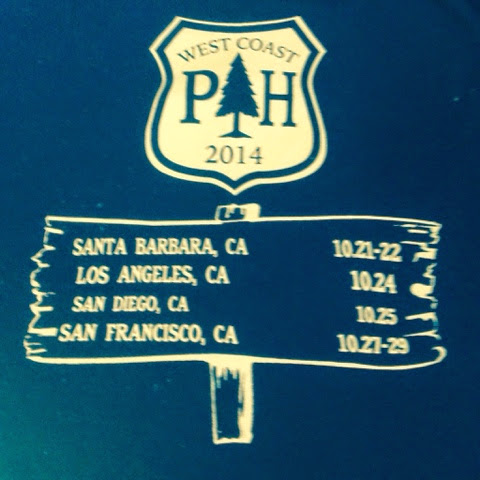 WEST COAST
P H
2014
SANTA BARBARA, CA 10.21-22
LOS ANGELES, CA 10.24
SAN DIEGO, CA 10.25
SAN FRANCISCO, CA 10.27-29